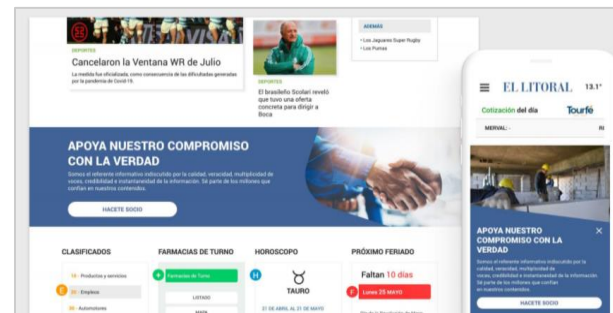 VISA
DEPORTES
Cancelaron la Ventana WR de Julio
La medida fue oficializada, como consecuencia de las dificultades generadas
por la pandemia de Covid 19.
DEPORTES
El brasileño Scolari reveló
que tuvo una oferta
concreta para dirigir a
Boca
ADEMÁS
• Los Jaguares Super Rugby
• Los Pumas
APOYA NUESTRO COMPROMISO
CON LA VERDAD
Somos el referente informativo indiscutido por la calidad, veracidad, multiplicidad de
voces, credibilidad e instantaneidad de la información. Sé parte de los millones que
confían en nuestros contenidos.
HACETE SOCIO
CLASIFICADOS
10 - Productos y servicios
E
20 - Empleos
30 - Automotores
FARMACIAS DE TURNO
Farmacias de Turno
LISTADO
MAPA
HOROSCOPO
H
TAURO
21 DE ABRIL AL 21 DE MAYO
PRÓXIMO FERIADO
Faltan 10 días
F
Lunes 25 MAYO
EL LITORAL
13.1°
Cotización del día
Tourfé
MERVAL: -
RI
APOYA NUESTRO
COMPROMISO CON LA
VERDAD
Somos el referente informativo indiscutido por la
calidad, veracidad, multiplicidad de
voces, credibilidad e instantaneidad de la información.
Sé parte de los millones que confían
en nuestros contenidos.
HACETE SOCIO